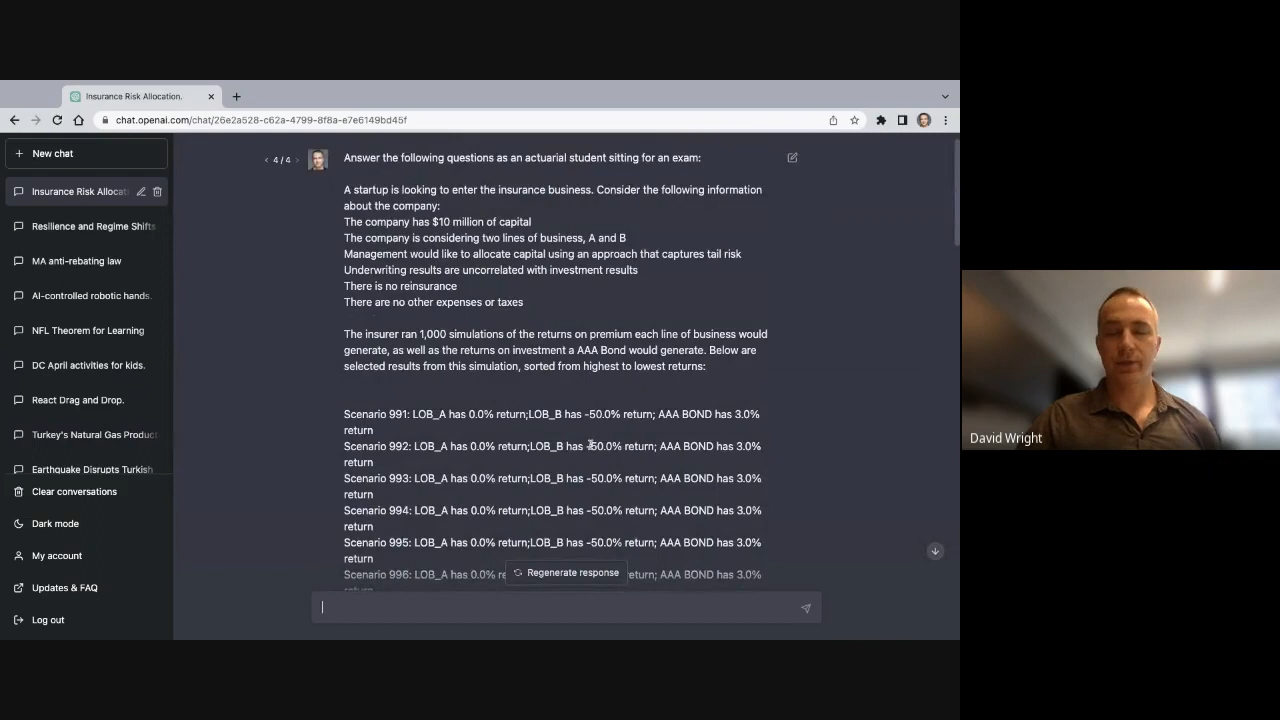 Insurance Risk Allocation.
chat.openai.com/chat/26e2a528-c62a-4799-8f8a-e7e6149bd45f
New chat
Insurance Risk Allocat
Resilience and Regime Shifts
MA anti-rebating law
AI-controlled robotic hands.
NFL Theorem for Learning
DC April activities for kids.
React Drag and Drop.
Turkey's Natural Gas Product
Earthquake Disrupts Turkish
Clear conversations
Dark mode
My account
Updates & FAQ
Log out
4 / 4
Answer the following questions as an actuarial student sitting for an exam:
A startup is looking to enter the insurance business. Consider the following information
about the company:
The company has $10 million of capital
The company is considering two lines of business, A and B
Management would like to allocate capital using an approach that captures tail risk
Underwriting results are uncorrelated with investment results
There is no reinsurance
There are no other expenses or taxes
The insurer ran 1,000 simulations of the returns on premium each line of business would
generate, as well as the returns on investment a AAA Bond would generate. Below are
selected results from this simulation, sorted from highest to lowest returns:
Scenario 991: LOB_A has 0.0% return;LOB_B has -50.0% return; AAA BOND has 3.0%
return
Scenario 992: LOB_A has 0.0% return;LOB_B has -50.0% return; AAA BOND has 3.0%
return
Scenario 993: LOB_A has 0.0% return;LOB_B has -50.0% return; AAA BOND has 3.0%
return
Scenario 994: LOB_A has 0.0% return;LOB_B has -50.0% return; AAA BOND has 3.0%
return
Scenario 995: LOB_A has 0.0% return;LOB_B has -50.0% return; AAA BOND has 3.0%
return
Scenario 996: LOB_A has 0.0% re eturn; AAA BOND has 3.0%
Regenerate response
David Wright